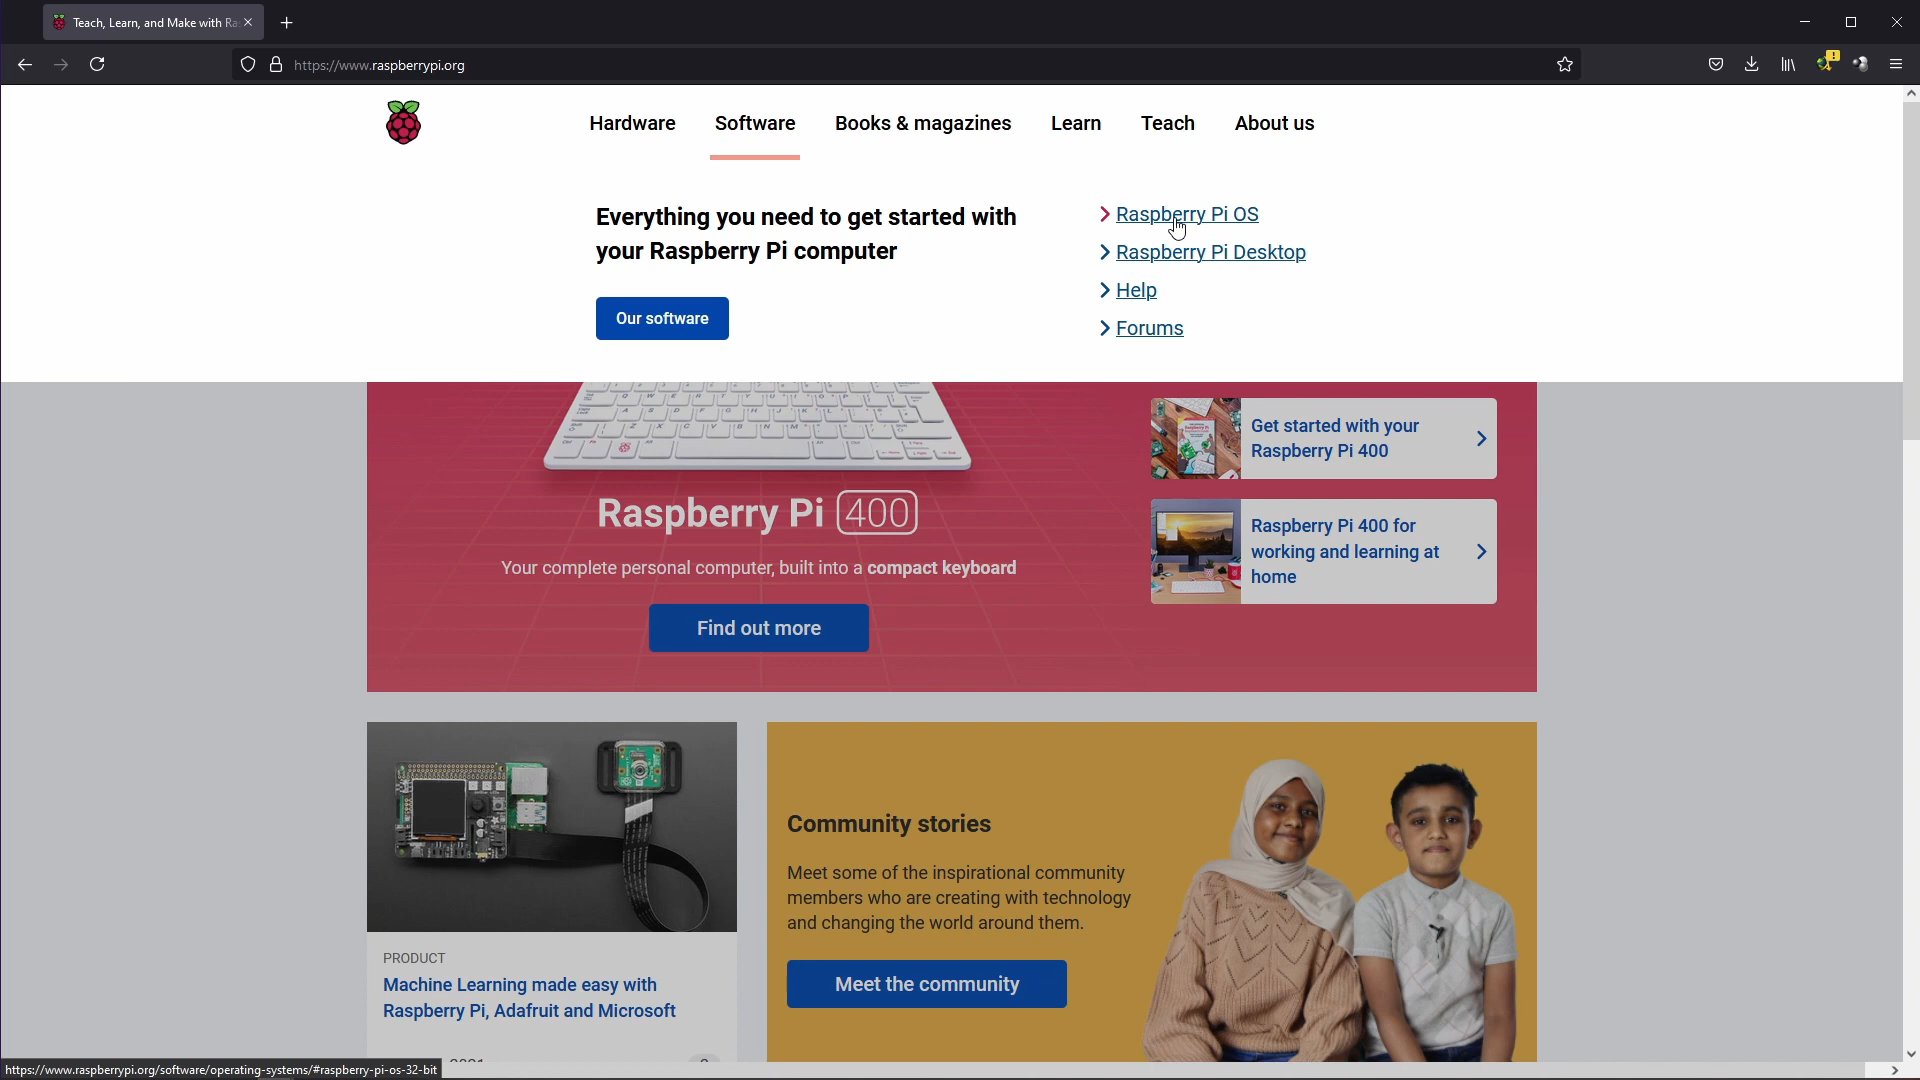 Teach, Learn, and Make with Ra
https://www.raspberrypi.org
Hardware
Software
Books & magazines
Learn
Teach
About us
Everything you need to get started with
your Raspberry Pi computer
Our software
Raspberry Pi OS
Raspberry Pi Desktop
Help
Forums
Raspberry Pi 400
Your complete personal computer, built into a compact keyboard
Find out more
Get started with your
Raspberry Pi 400
Raspberry Pi 400 for
working and learning at
home
PRODUCT
Machine Learning made easy with
Raspberry Pi, Adafruit and Microsoft
Community stories
Meet some of the inspirational community
members who are creating with technology
and changing the world around them.
Meet the community
https://www.raspberrypi.org/software/operating-systems/#raspberry-pi-os-32-bit